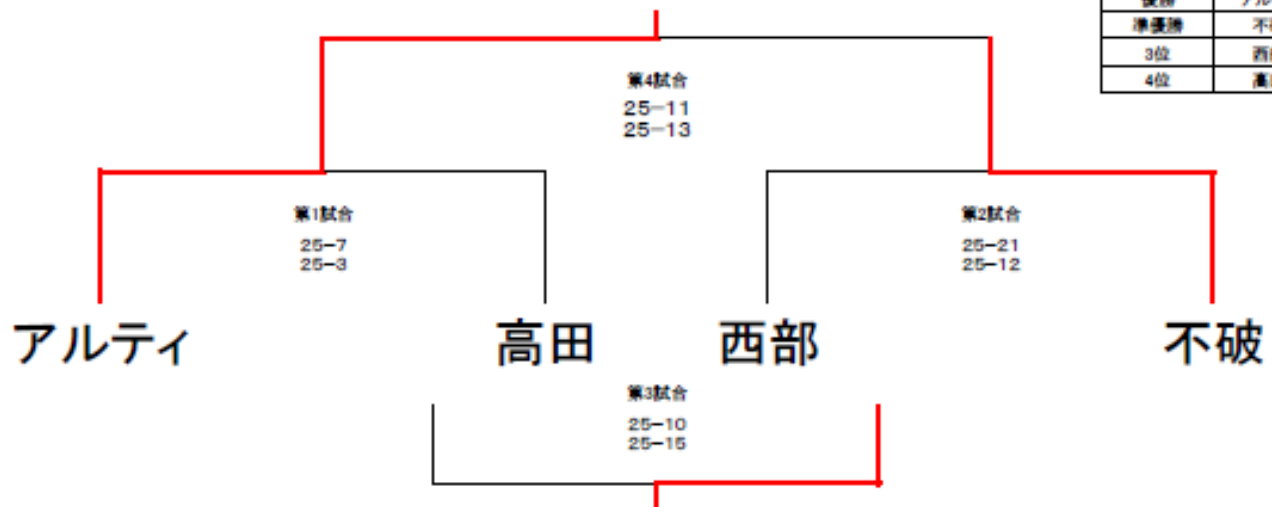 準優勝
3位
4位
第4試合
25-11
25-13
第1試合
25-7
25-3
第2試合
25-21
25-12
アルティ 高田 西部 不破
第3試合
25-10
25-15